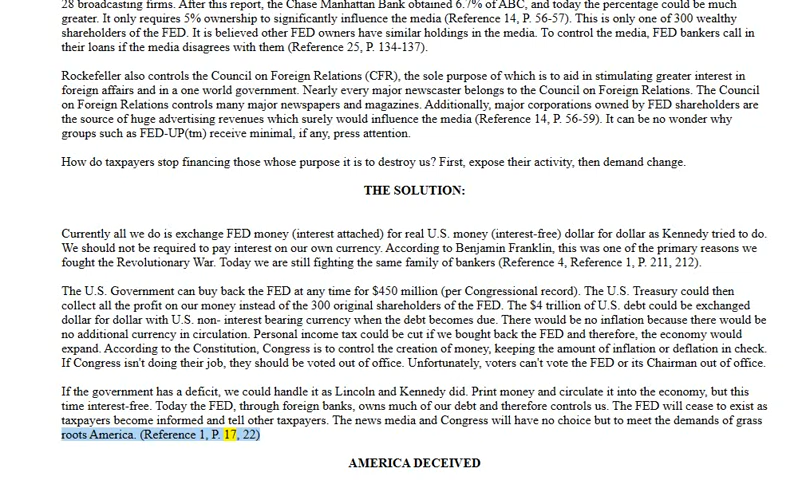 28 broadcasting firms. After this report, the Chase Manhattan Bank obtained 6.7% of ABC, and today the percentage could be much
greater. It only requires 5% ownership to significantly influence the media (Reference 14, P. 56-57). This is only one of 300 wealthy
shareholders of the FED. It is believed other FED owners have similar holdings in the media. To control the media, FED bankers call in
their loans if the media disagrees with them (Reference 25, P. 134-137).
Rockefeller also controls the Council on Foreign Relations (CFR), the sole purpose of which is to aid in stimulating greater interest in
foreign affairs and in a one world government. Nearly every major newscaster belongs to the Council on Foreign Relations. The Council
on Foreign Relations controls many major newspapers and magazines. Additionally, major corporations owned by FED shareholders are
the source of huge advertising revenues which surely would influence the media (Reference 14, P. 56-59). It can be no wonder why
groups such as FED-UP(tm) receive minimal, if any, press attention.
How do taxpayers stop financing those whose purpose it is to destroy us? First, expose their activity, then demand change.
THE SOLUTION:
Currently all we do is exchange FED money (interest attached) for real U.S. money (interest-free) dollar for dollar as Kennedy tried to do.
We should not be required to pay interest on our own currency. According to Benjamin Franklin, this was one of the primary reasons we
fought the Revolutionary War. Today we are still fighting the same family of bankers (Reference 4, Reference 1, P. 211, 212).
The U.S. Government can buy back the FED at any time for $450 million (per Congressional record). The U.S. Treasury could then
collect all the profit on our money instead of the 300 original shareholders of the FED. The $4 trillion of U.S. debt could be exchanged
dollar for dollar with U.S. non- interest bearing currency when the debt becomes due. There would be no inflation because there would be
no additional currency in circulation. Personal income tax could be cut if we bought back the FED and therefore, the economy would
expand. According to the Constitution, Congress is to control the creation of money, keeping the amount of inflation or deflation in check.
If Congress isn't doing their job, they should be voted out of office. Unfortunately, voters can't vote the FED or its Chairman out of office.
If the government has a deficit, we could handle it as Lincoln and Kennedy did. Print money and circulate it into the economy, but this
time interest-free. Today the FED, through foreign banks, owns much of our debt and therefore controls us. The FED will cease to exist as
taxpayers become informed and tell other taxpayers. The news media and Congress will have no choice but to meet the demands of grass
roots America. (Reference 1, P. 17, 22)
AMERICA DECEIVED